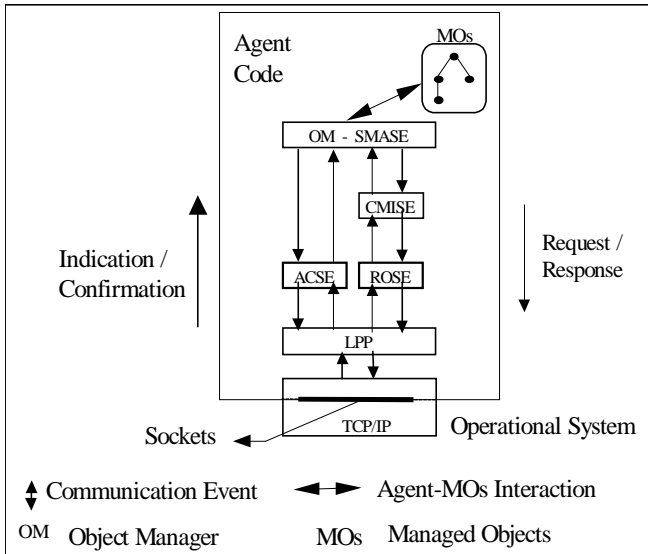 Agent
Code
MOs
OM - SMASE
CMISE
Indication /
Confirmation
Request /
Response
ACSE
ROSE
LPP
TCP/IP
Sockets
Operational System
Communication Event
Agent-MOs Interaction
OM Object Manager
MOs Managed Objects